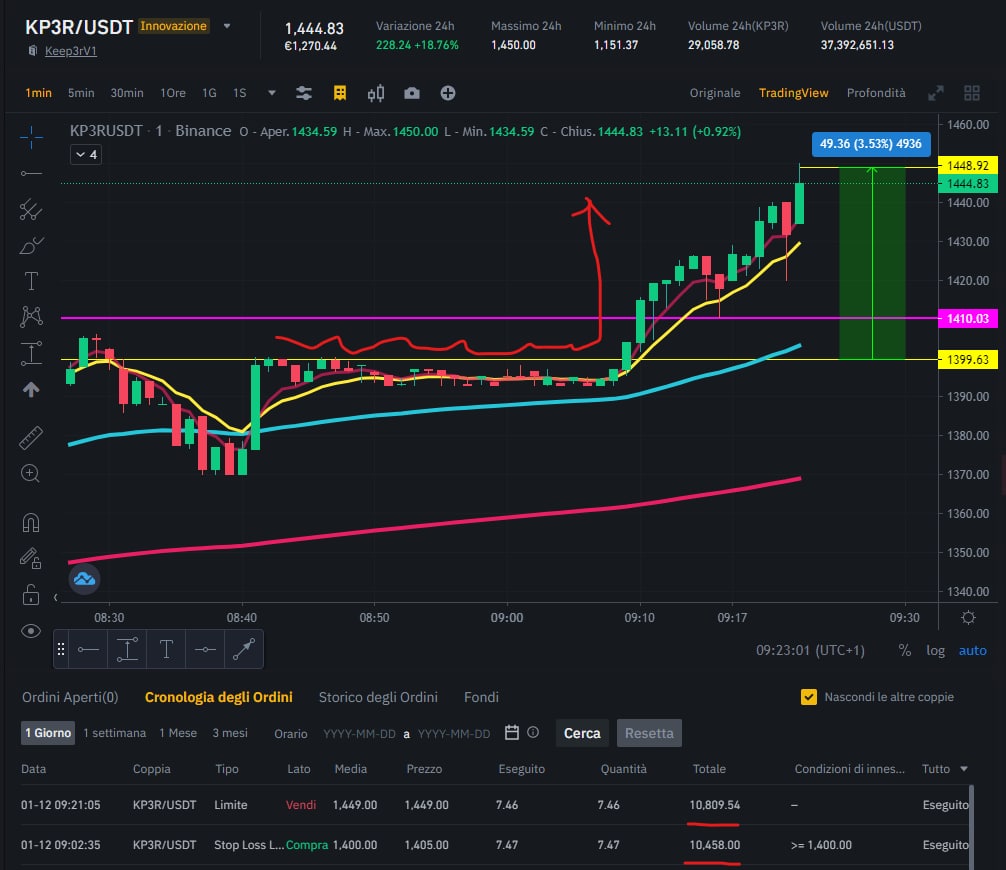 KP3R/USDT Innovazione
Keep3rV1
1,444.83
€1,270.44
Variazione 24h
228.24 +18.76%
Massimo 24h
1,450.00
Minimo 24h
1,151.37
Volume 24h(KP3R)
29,058.78
Volume 24h(USDT)
37,392,651.13
1min 5min 30min 1Ore 1G 1S
Originale TradingView Profondità
KP3RUSDT · 1 · Binance O - Aper.1434.59 H - Max.1450.00 L - Min.1434.59 C - Chius.1444.83 +13.11 (+0.92%)
4
49.36 (3.53%) 4936
1460.00
1448.92
1444.83
1440.00
1430.00
1420.00
1410.03
1399.63
1390.00
1380.00
1370.00
1360.00
1350.00
1340.00
08:30 08:40 08:50 09:00 09:10 09:17 09:30
09:23:01 (UTC+1) % log auto
Ordini Aperti(0) Cronologia degli Ordini Storico degli Ordini Fondi
Nascondi le altre coppie
1 Giorno 1 settimana 1 Mese 3 mesi Orario YYYY-MM-DD a YYYY-MM-DD Cerca Resetta
Data Coppia Tipo Lato Media Prezzo Eseguito Quantità Totale Condizioni di innes... Tutto
01-12 09:21:05 KP3R/USDT Limite Vendi 1,449.00 1,449.00 7.46 7.46 10,809.54 – Eseguito
01-12 09:02:35 KP3R/USDT Stop Loss L... Compra 1,400.00 1,405.00 7.47 7.47 10,458.00 >= 1,400.00 Eseguito